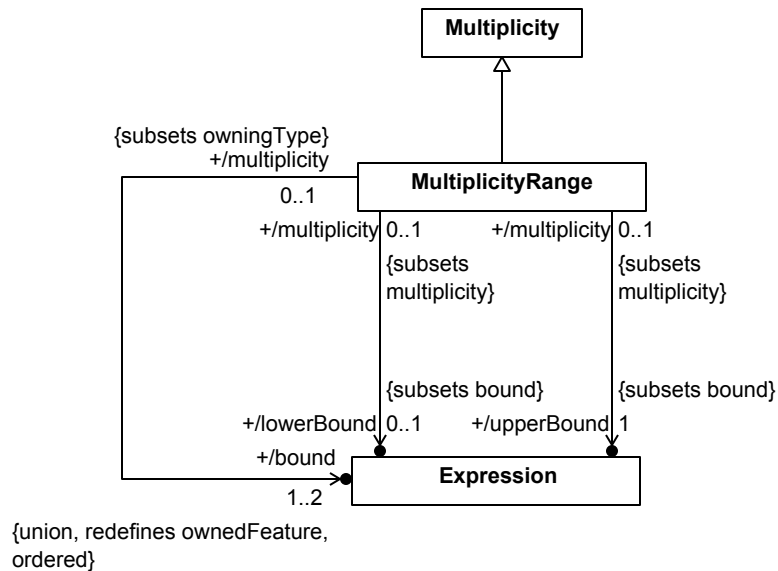 Multiplicity
{subsets owningType}
+/multiplicity
0..1
MultiplicityRange
+/multiplicity 0..1
+/multiplicity 0..1
{subsets
multiplicity}
{subsets
multiplicity}
{subsets bound}
{subsets bound}
+/lowerBound 0..1
+/upperBound 1
+/bound
1..2
Expression
{union, redefines ownedFeature,
ordered}